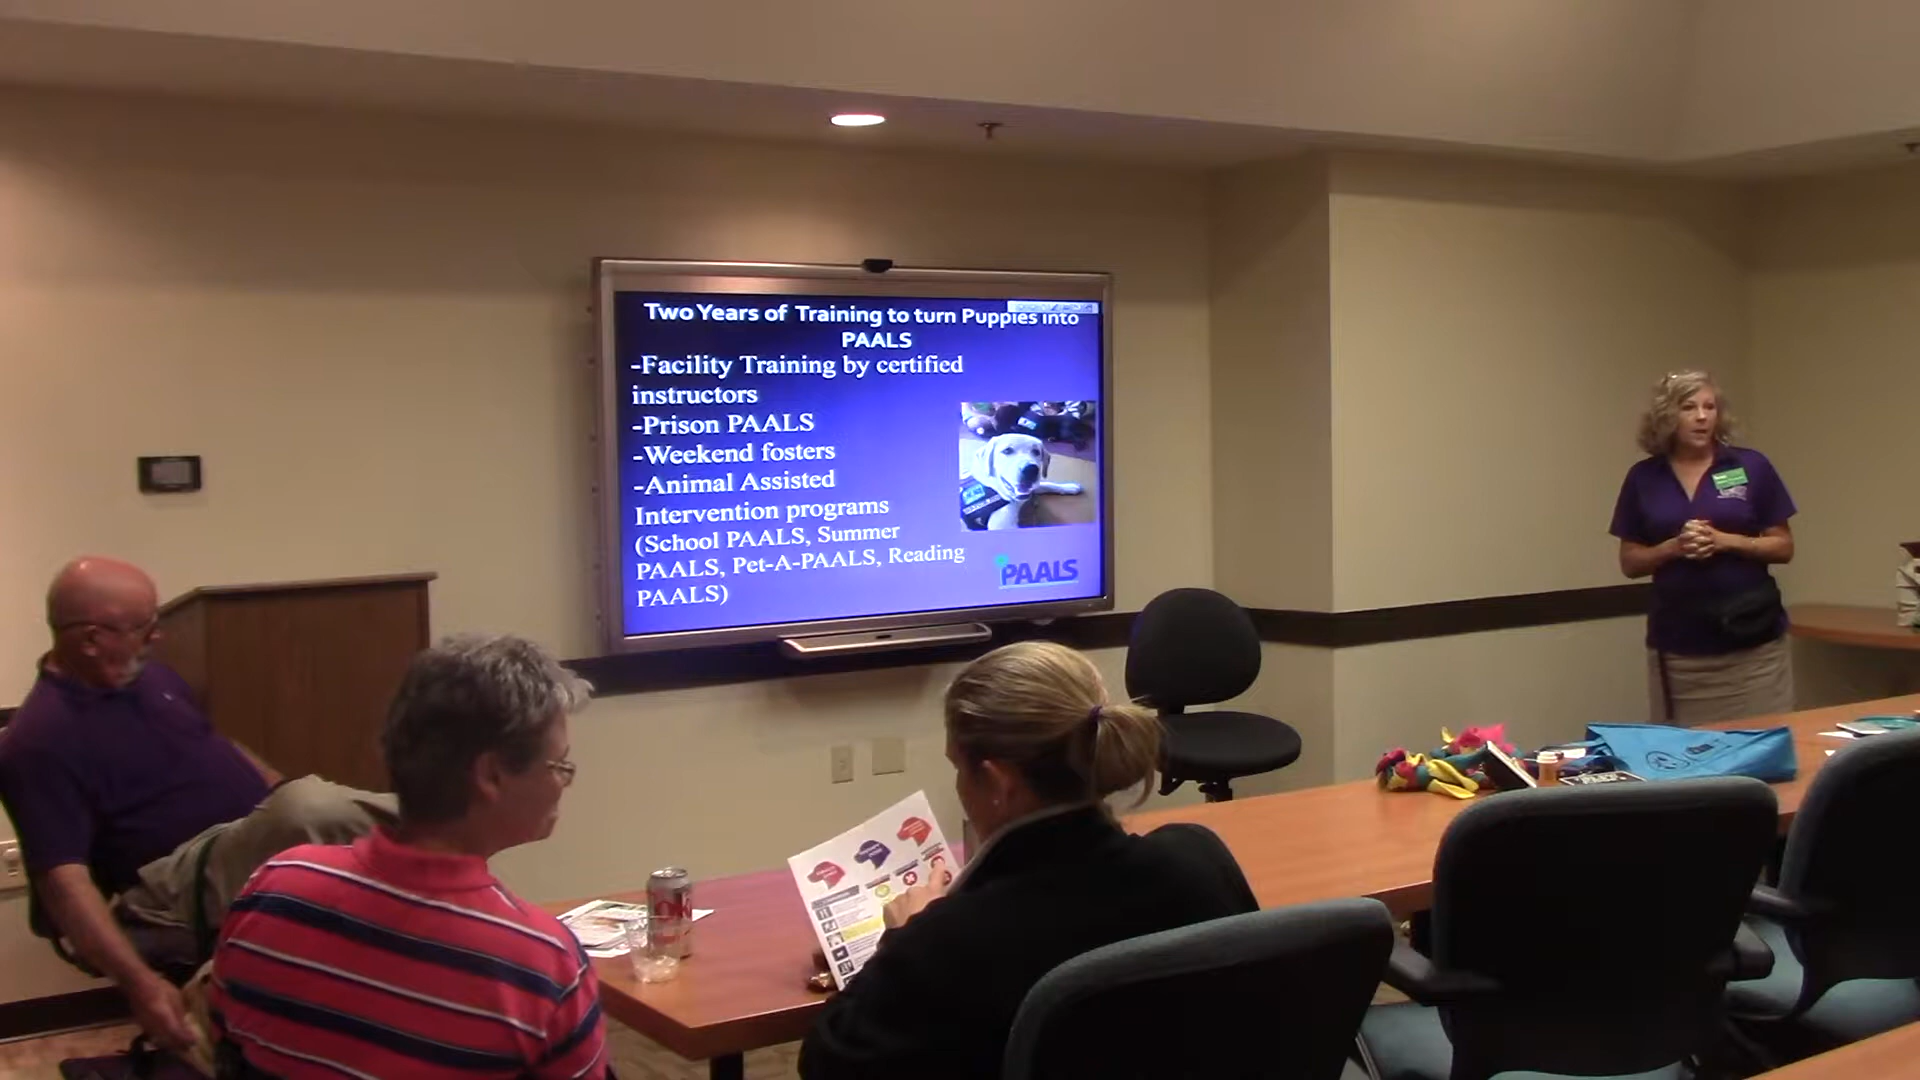 Two Years of Training to turn Puppies into
PAALS
-Facility Training by certified
instructors
-Prison PAALS
-Weekend fosters
-Animal Assisted
Intervention programs
(School PAALS, Summer
PAALS, Pet-A-PAALS, Reading
PAALS)
PAALS